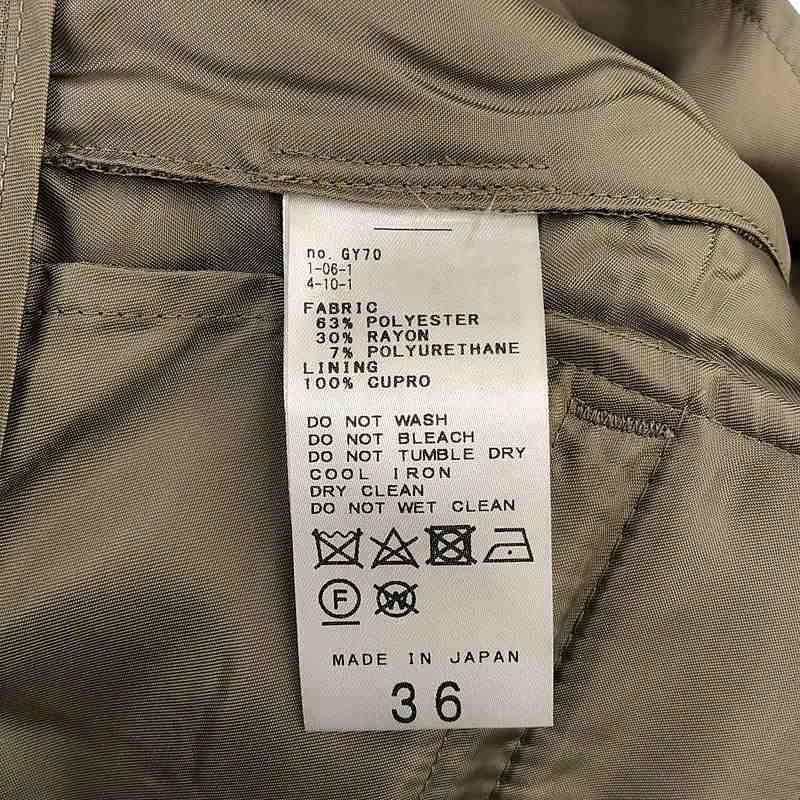 no. GY70
1-06-1
4-10-1
FABRIC
63% POLYESTER
30% RAYON
7% POLYURETHANE
LINING
100% CUPRO
DO NOT WASH
DO NOT BLEACH
DO NOT TUMBLE DRY
COOL IRON
DRY CLEAN
DO NOT WET CLEAN
F W
MADE IN JAPAN
36